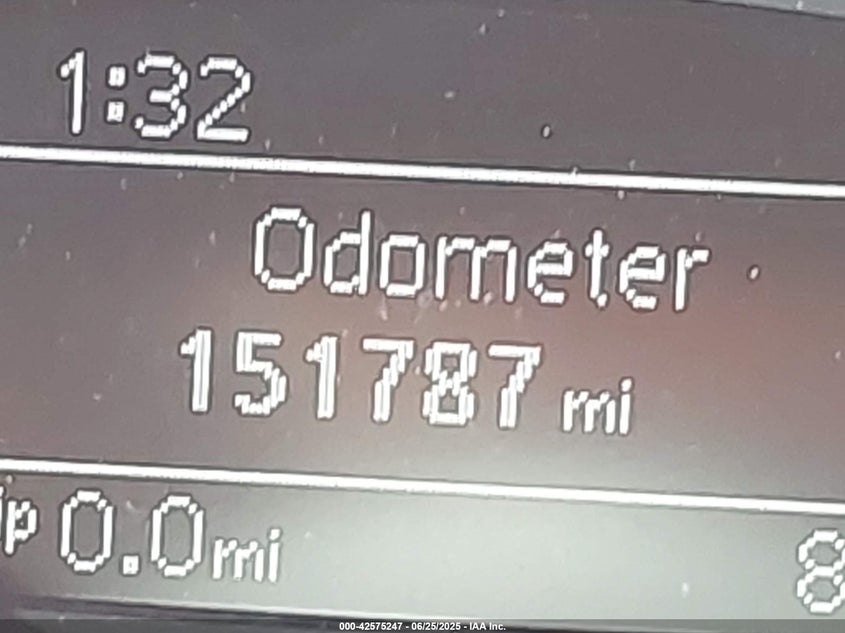 1:32
Odometer
151787 mi
ip 0.0 mi 8
000-42575247 - 06/25/2025 - IAA Inc.